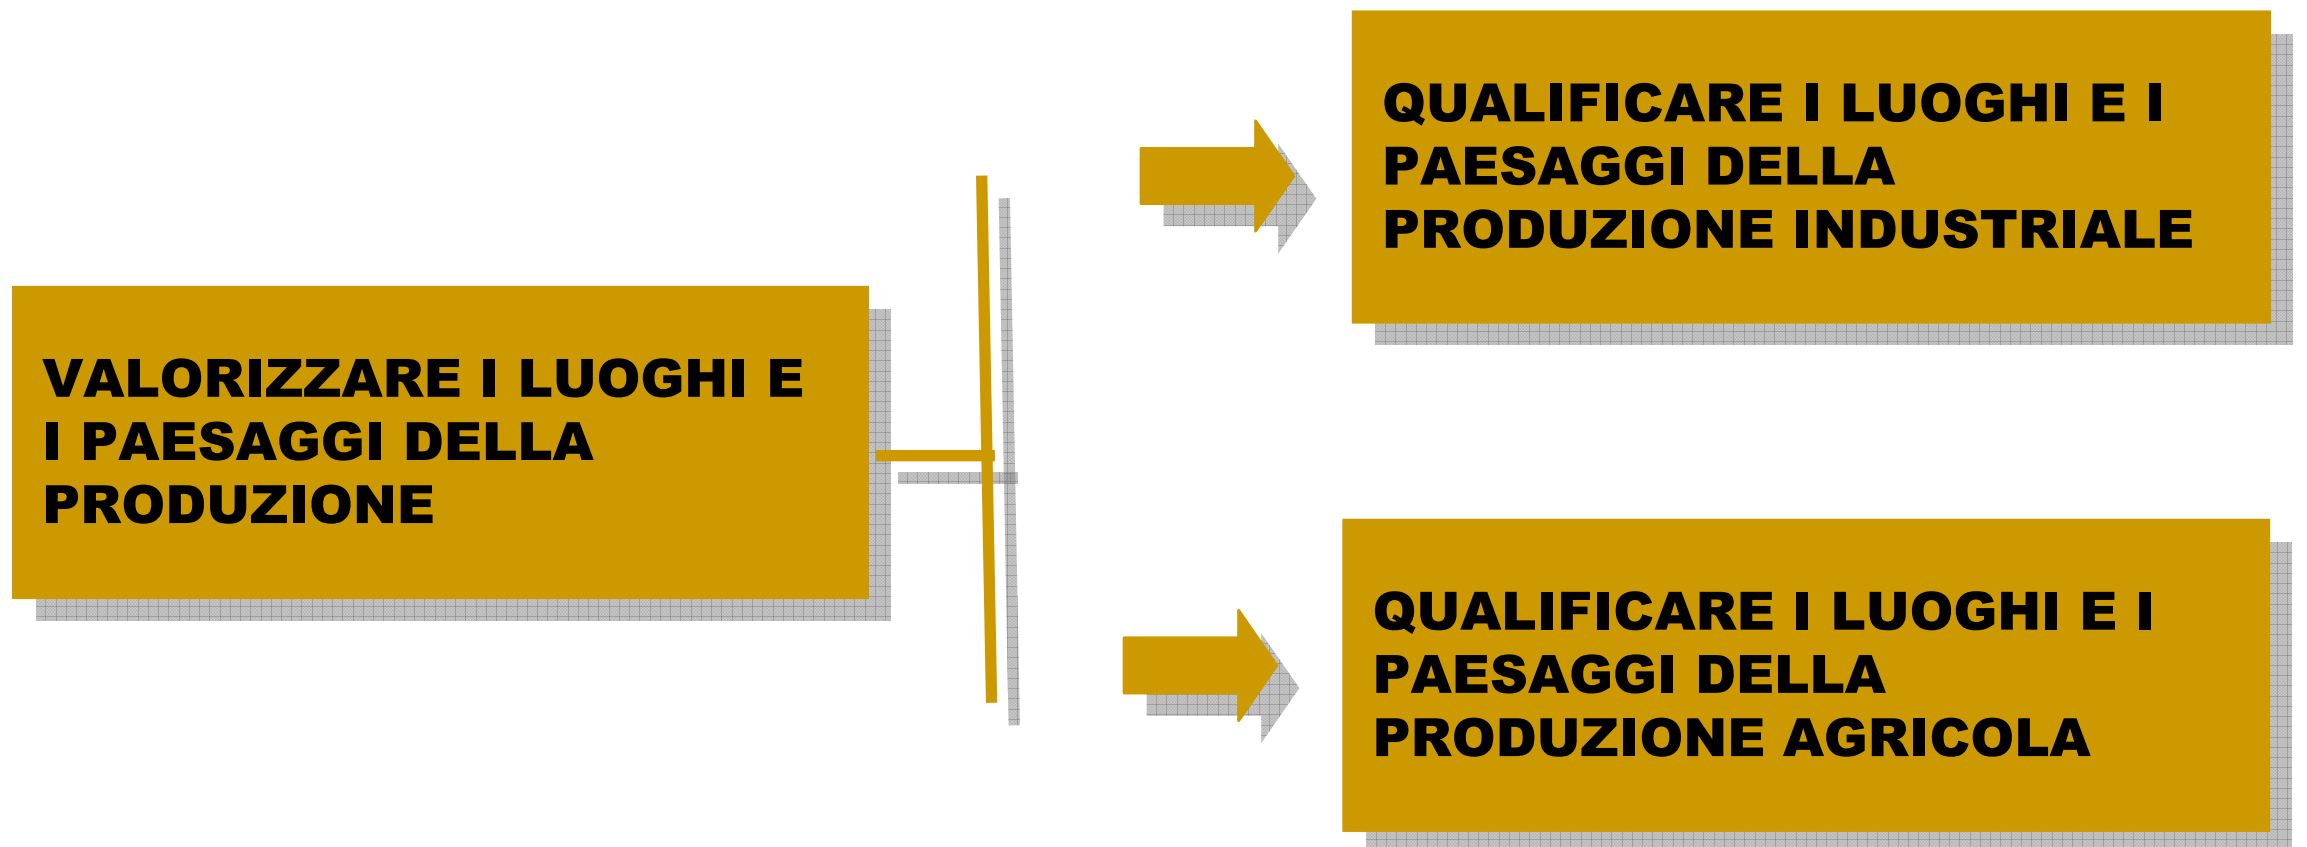 VALORIZZARE I LUOGHI E
I PAESAGGI DELLA
PRODUZIONE
QUALIFICARE I LUOGHI E I
PAESAGGI DELLA
PRODUZIONE INDUSTRIALE
QUALIFICARE I LUOGHI E I
PAESAGGI DELLA
PRODUZIONE AGRICOLA